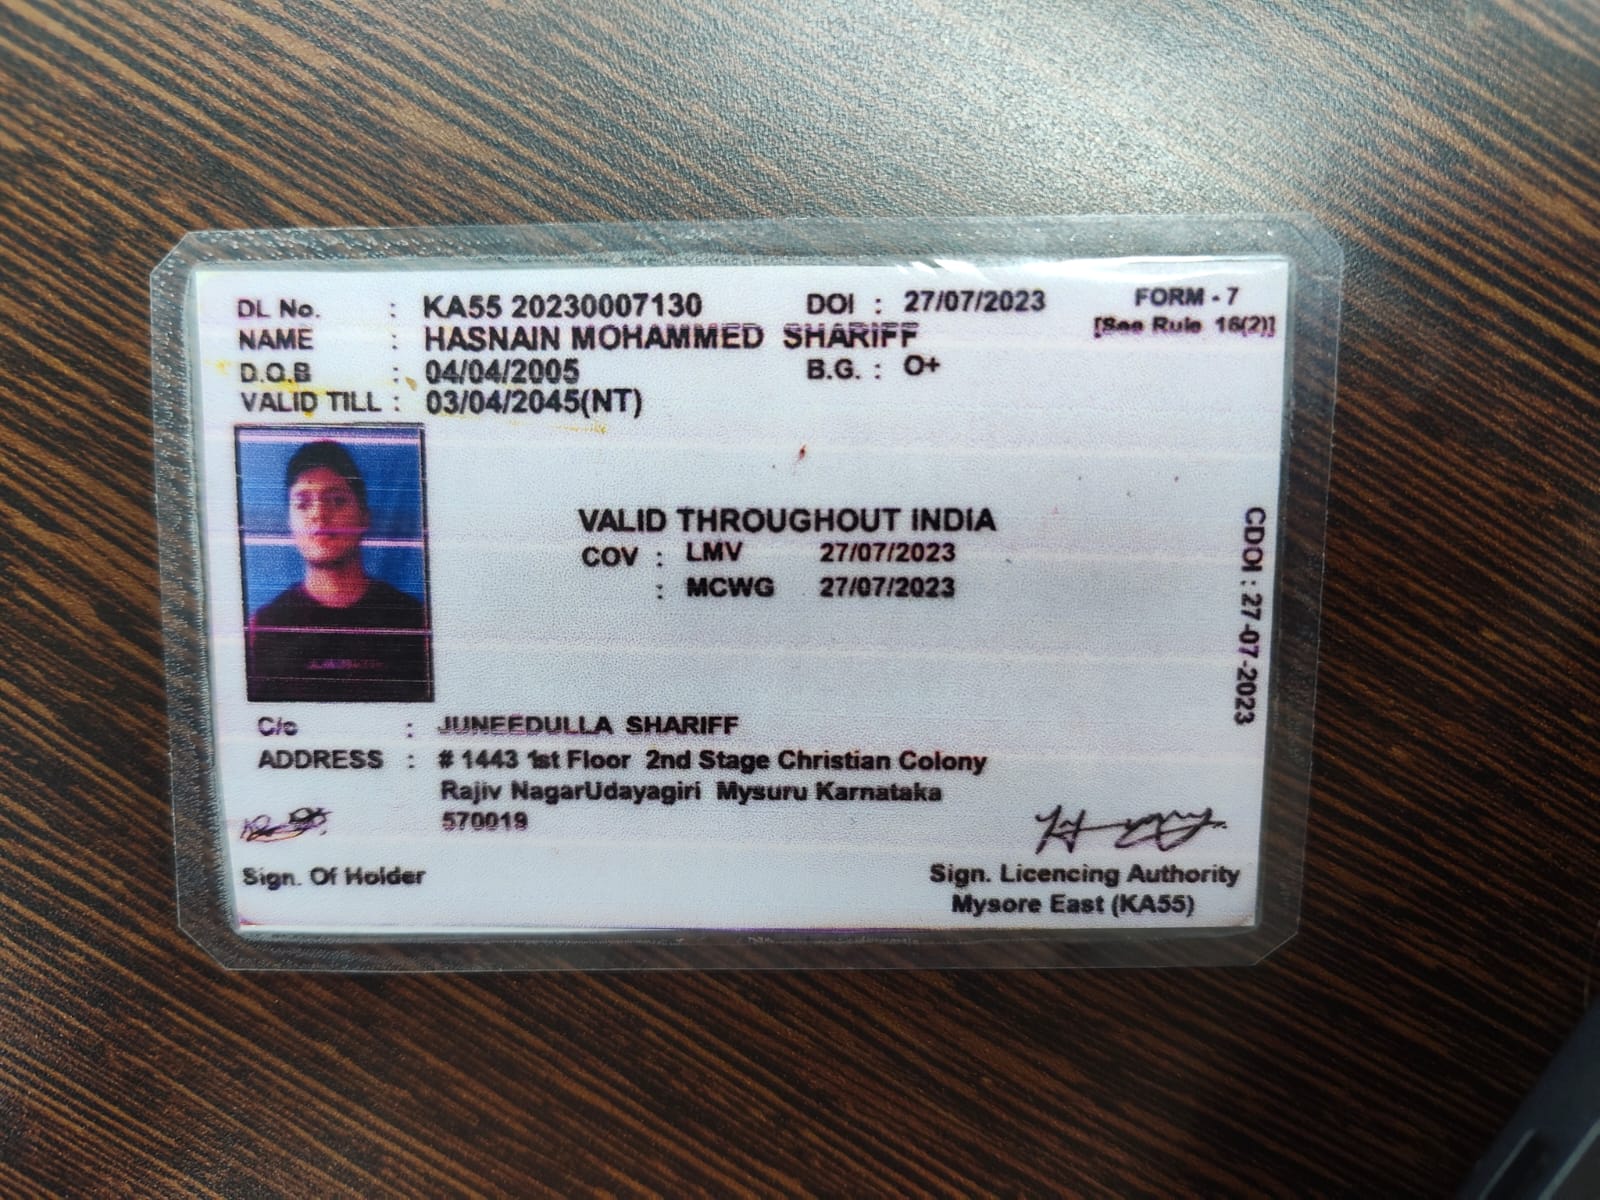 DL No. : KA55 20230007130 DOI : 27/07/2023 FORM - 7
[See Rule 16(2)]
NAME : HASNAIN MOHAMMED SHARIFF
D.O.B : 04/04/2005 B.G. : O+
VALID TILL : 03/04/2045(NT)
VALID THROUGHOUT INDIA
COV : LMV 27/07/2023
: MCWG 27/07/2023
CDOI : 27-07-2023
C/o : JUNEEDULLA SHARIFF
ADDRESS : # 1443 1st Floor 2nd Stage Christian Colony
Rajiv NagarUdayagiri Mysuru Karnataka
570019
Sign. Of Holder
Sign. Licencing Authority
Mysore East (KA55)